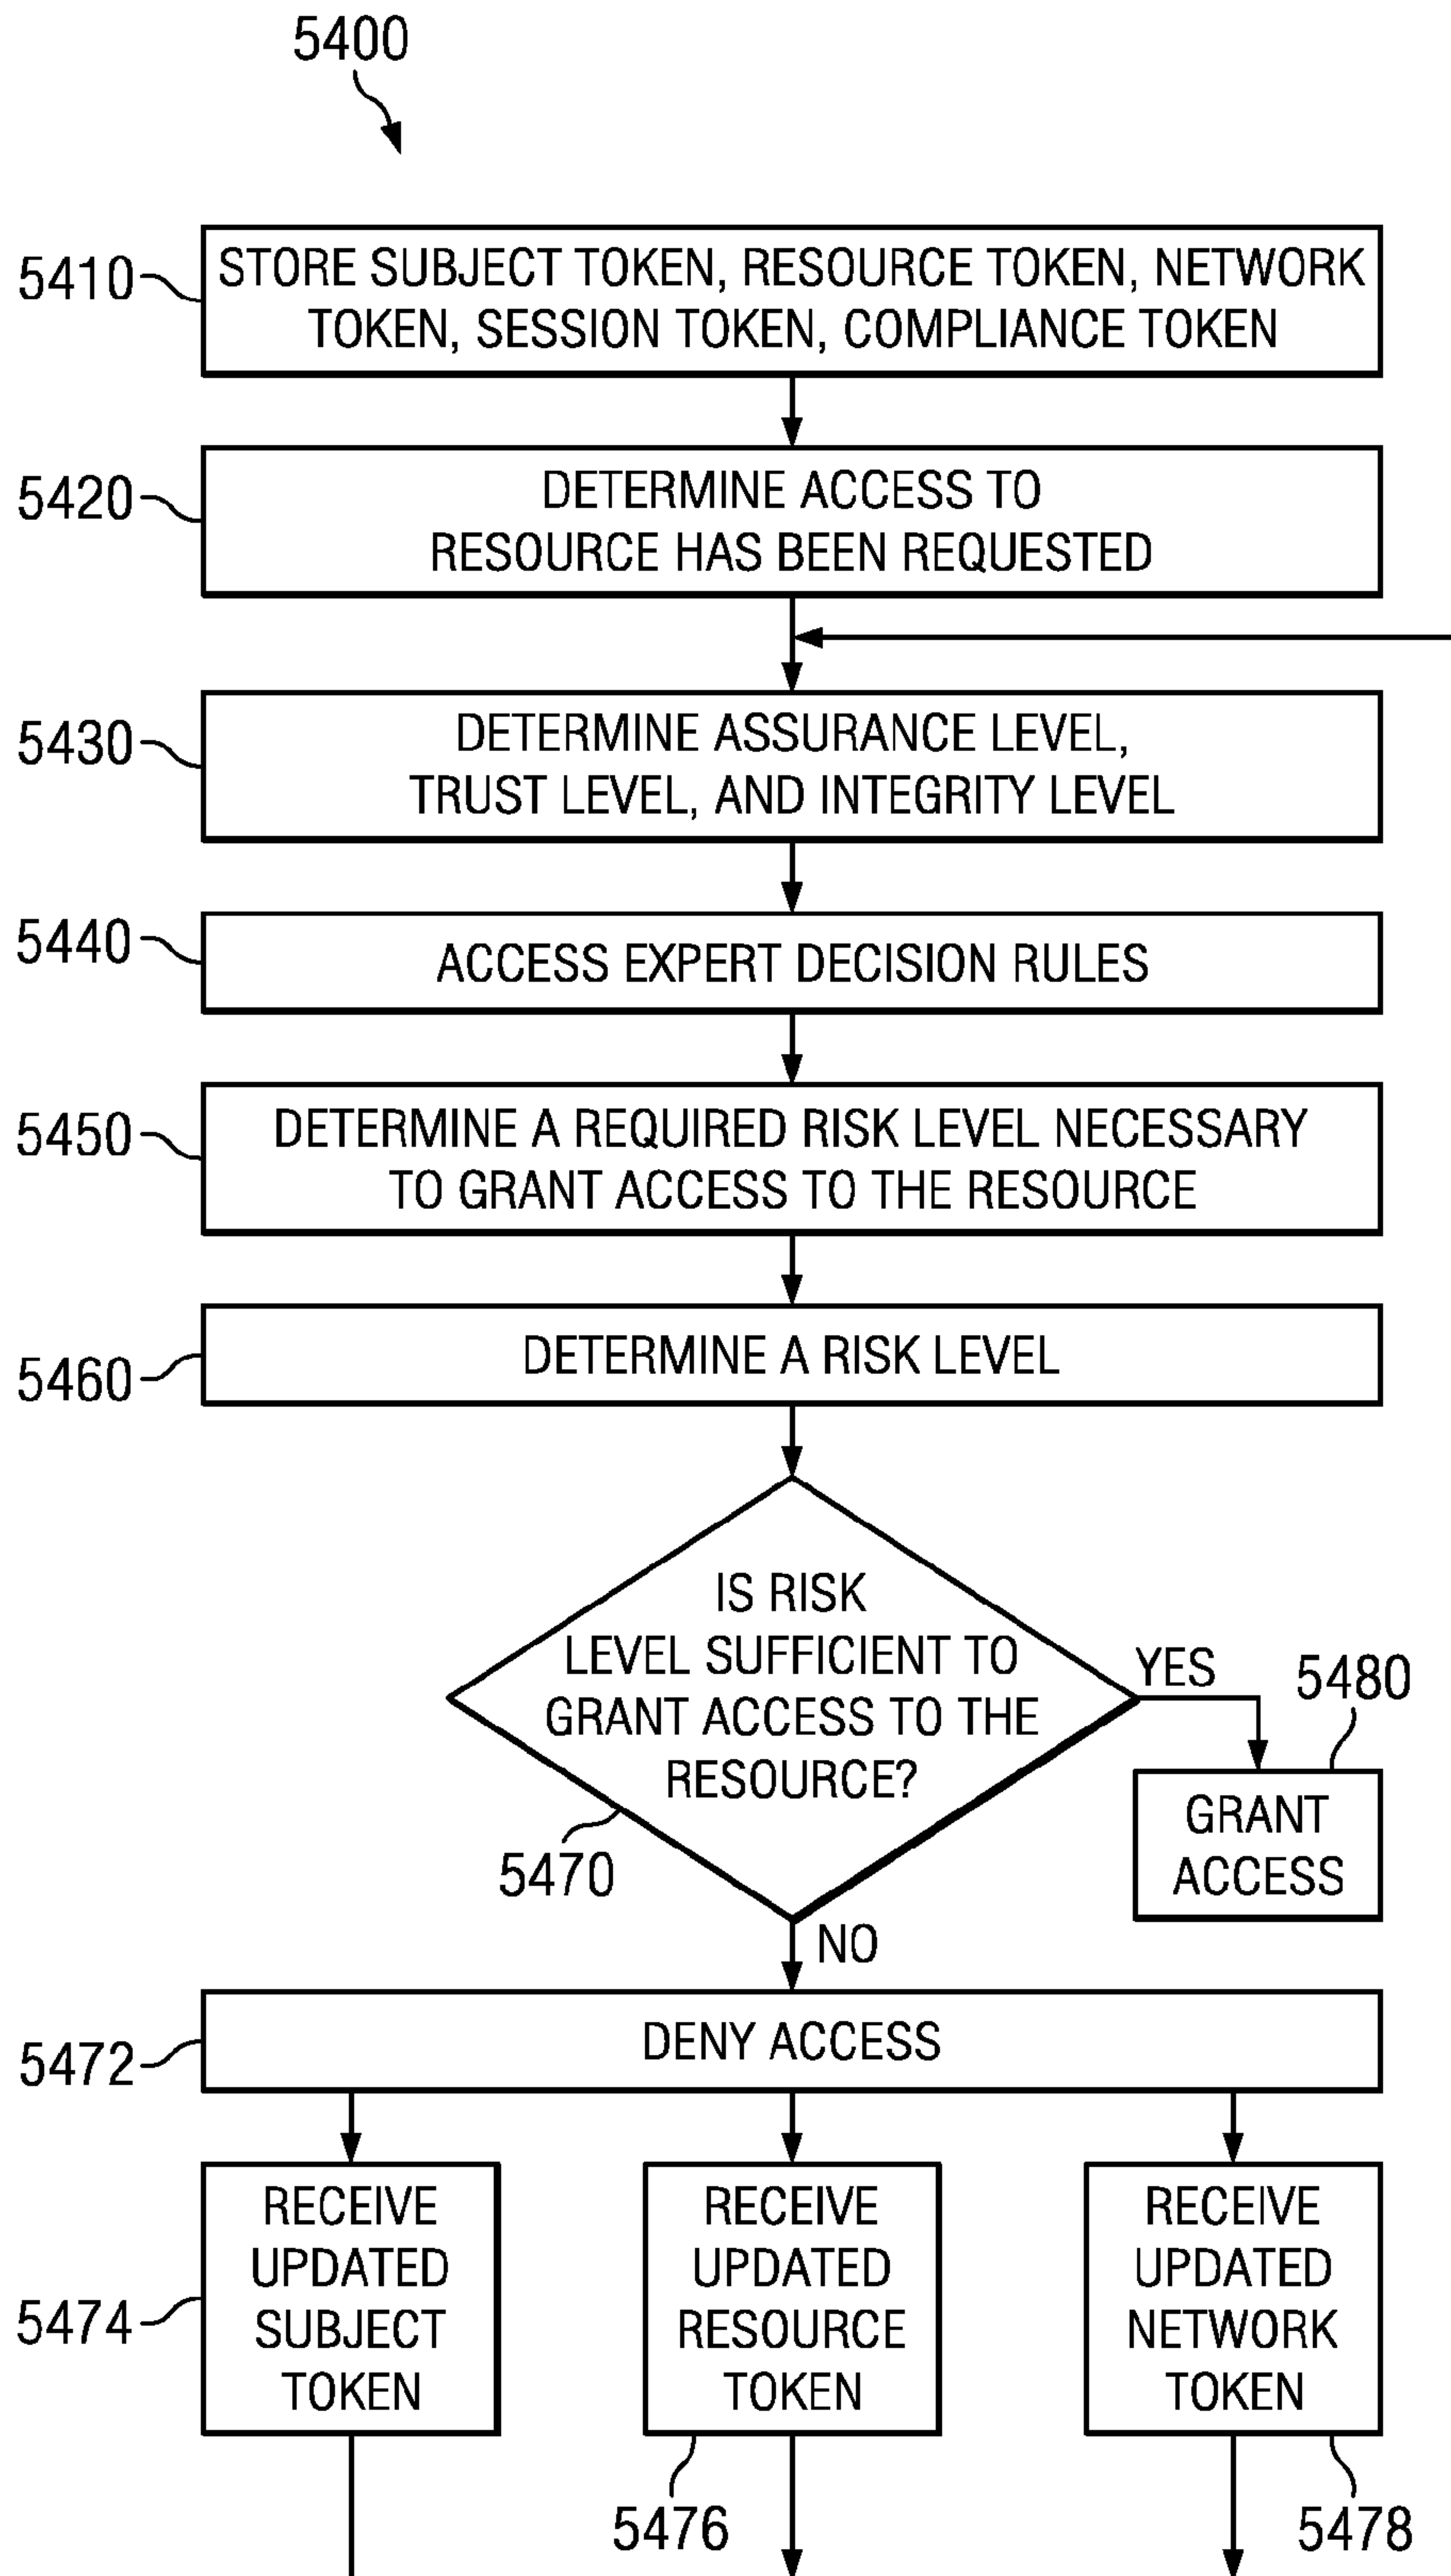 5400
5410
STORE SUBJECT TOKEN, RESOURCE TOKEN, NETWORK
TOKEN, SESSION TOKEN, COMPLIANCE TOKEN
5420
DETERMINE ACCESS TO
RESOURCE HAS BEEN REQUESTED
5430
DETERMINE ASSURANCE LEVEL,
TRUST LEVEL, AND INTEGRITY LEVEL
5440
ACCESS EXPERT DECISION RULES
5450
DETERMINE A REQUIRED RISK LEVEL NECESSARY
TO GRANT ACCESS TO THE RESOURCE
5460
DETERMINE A RISK LEVEL
IS RISK
LEVEL SUFFICIENT TO
GRANT ACCESS TO THE
RESOURCE?
5470
YES
5480
GRANT
ACCESS
NO
5472
DENY ACCESS
5474
RECEIVE
UPDATED
SUBJECT
TOKEN
RECEIVE
UPDATED
RESOURCE
TOKEN
5476
RECEIVE
UPDATED
NETWORK
TOKEN
5478